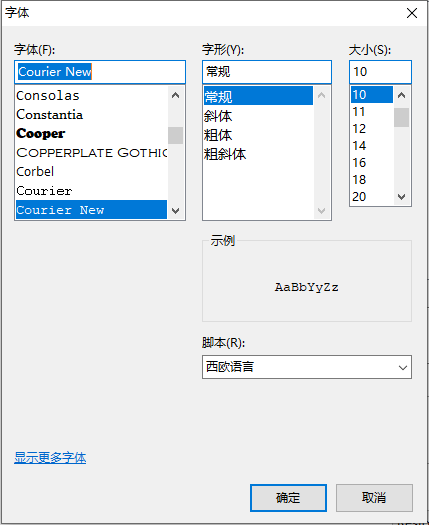 字体
字体(F):
Courier New
Consolas
Constantia
Cooper
Copperplate Gothic
Corbel
Courier
Courier New
字形(Y):
常规
常规
斜体
粗体
粗斜体
大小(S):
10
10
11
12
14
16
18
20
示例
AaBbYyZz
脚本(R):
西欧语言
显示更多字体
确定
取消